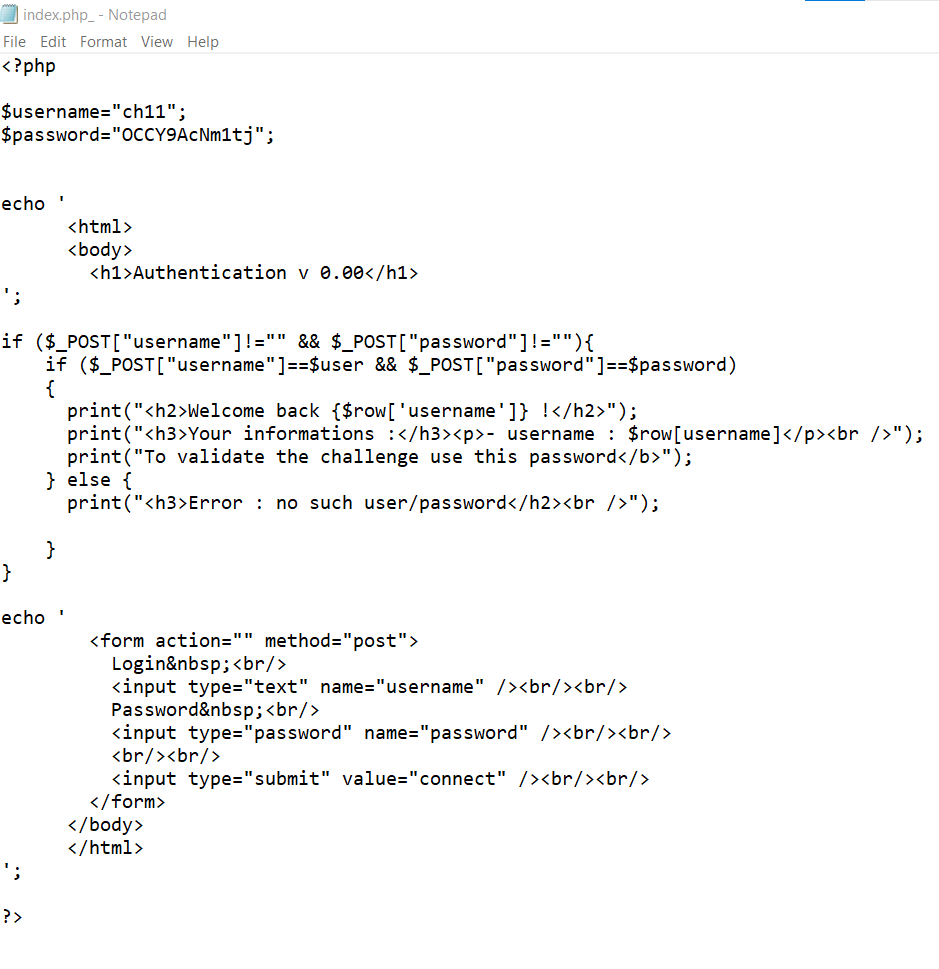 index.php_ - Notepad
File Edit Format View Help
<?php
$username="ch11";
$password="OCCY9AcNm1tj";
echo '
<html>
<body>
<h1>Authentication v 0.00</h1>
';
if ($_POST["username"]!="" && $_POST["password"]!=""){
if ($_POST["username"]==$user && $_POST["password"]==$password)
{
print("<h2>Welcome back {$row['username']} !</h2>");
print("<h3>Your informations :</h3><p>- username : $row[username]</p><br />");
print("To validate the challenge use this password</b>");
} else {
print("<h3>Error : no such user/password</h2><br />");
}
}
echo '
<form action="" method="post">
Login&nbsp;<br/>
<input type="text" name="username" /><br/><br/>
Password&nbsp;<br/>
<input type="password" name="password" /><br/><br/>
<br/><br/>
<input type="submit" value="connect" /><br/><br/>
</form>
</body>
</html>
';
?>